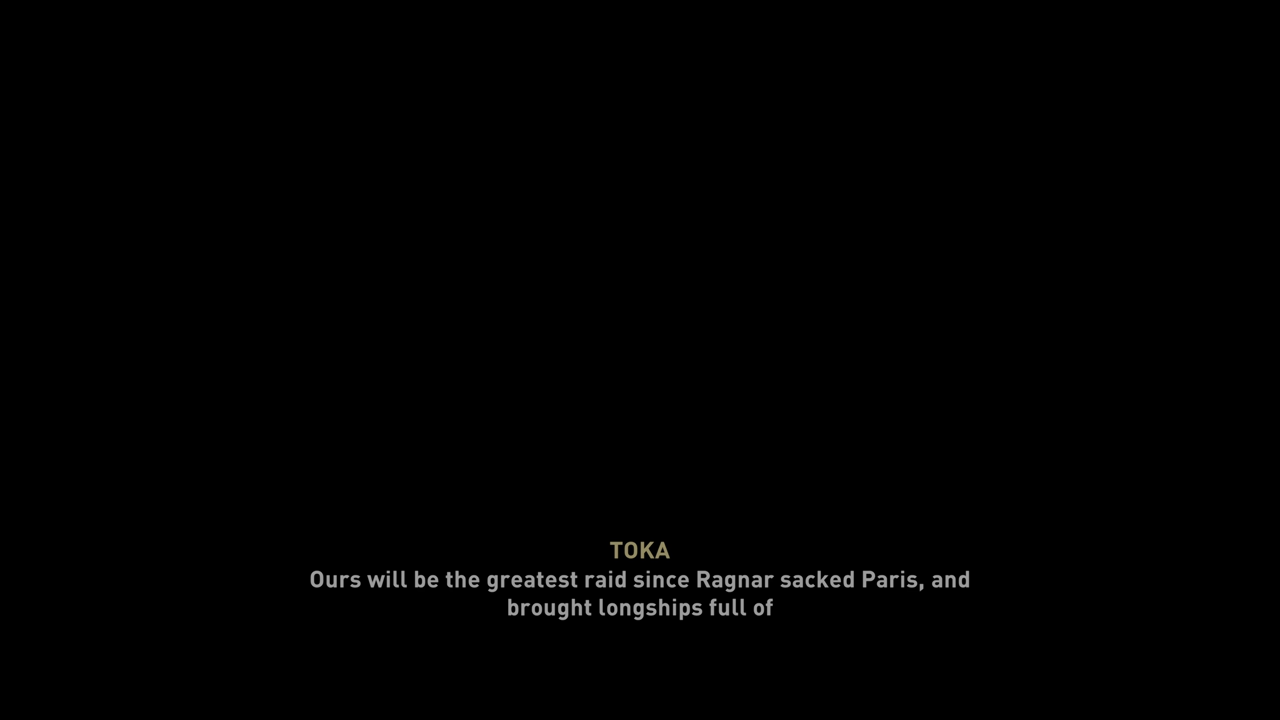 TOKA
Ours will be the greatest raid since Ragnar sacked Paris, and
brought longships full of